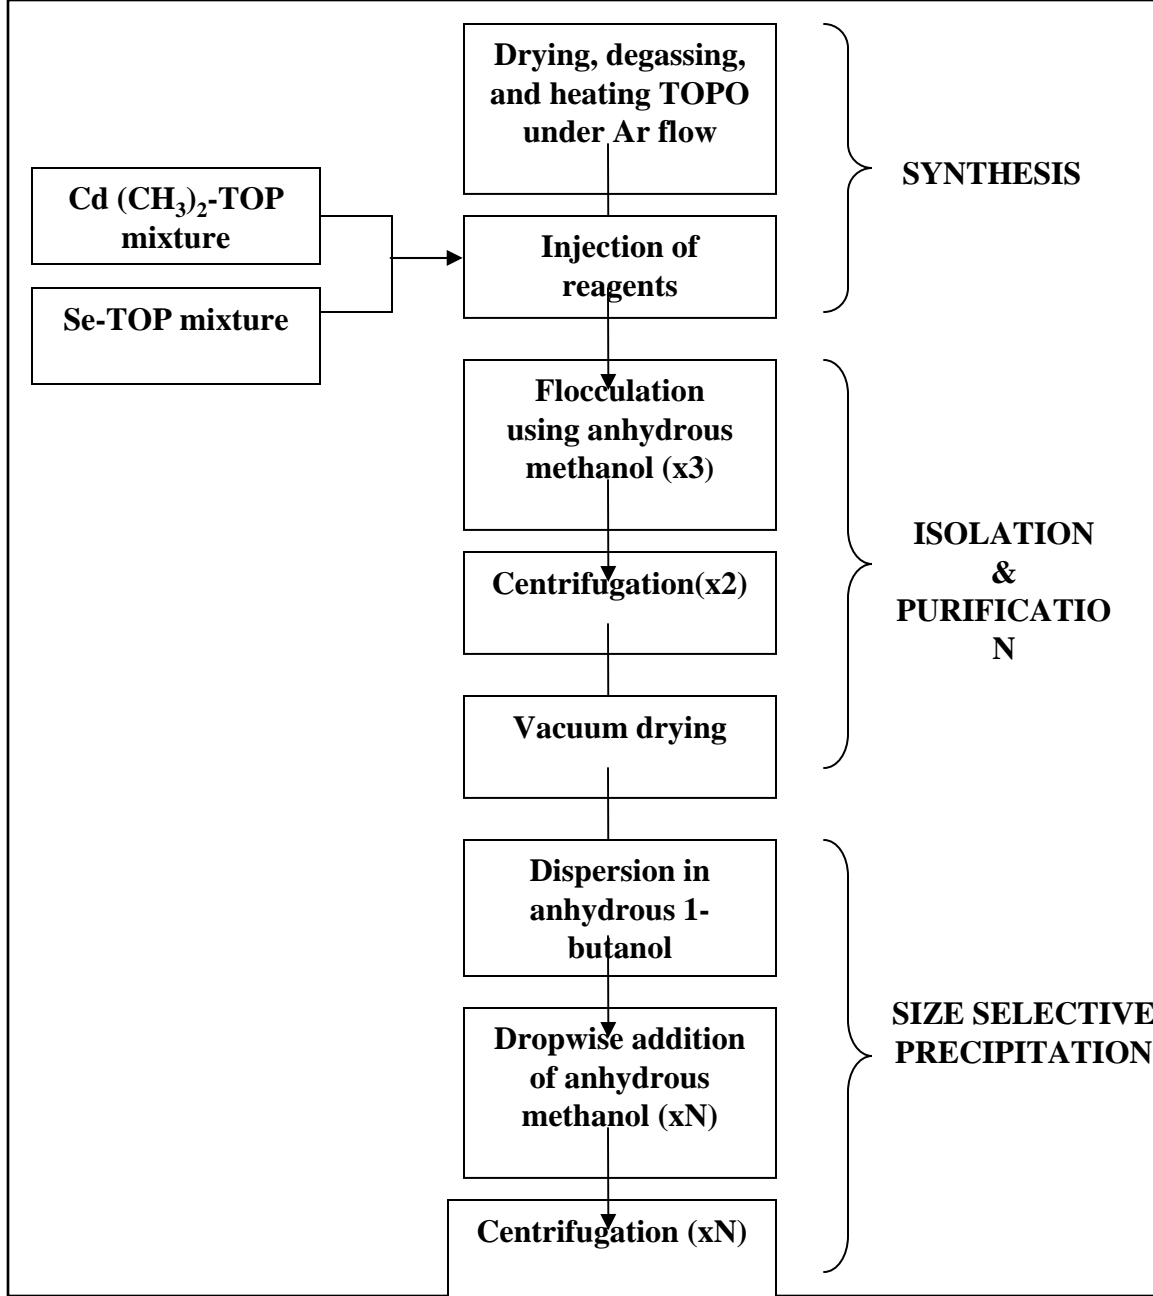 Drying, degassing,
and heating TOPO
under Ar flow
SYNTHESIS
Cd (CH₃)₂-TOP
mixture
Se-TOP mixture
Injection of
reagents
Flocculation
using anhydrous
methanol (x3)
Centrifugation(x2)
Vacuum drying
ISOLATION
&
PURIFICATIO
N
Dispersion in
anhydrous 1-
butanol
Dropwise addition
of anhydrous
methanol (xN)
Centrifugation (xN)
SIZE SELECTIVE
PRECIPITATION